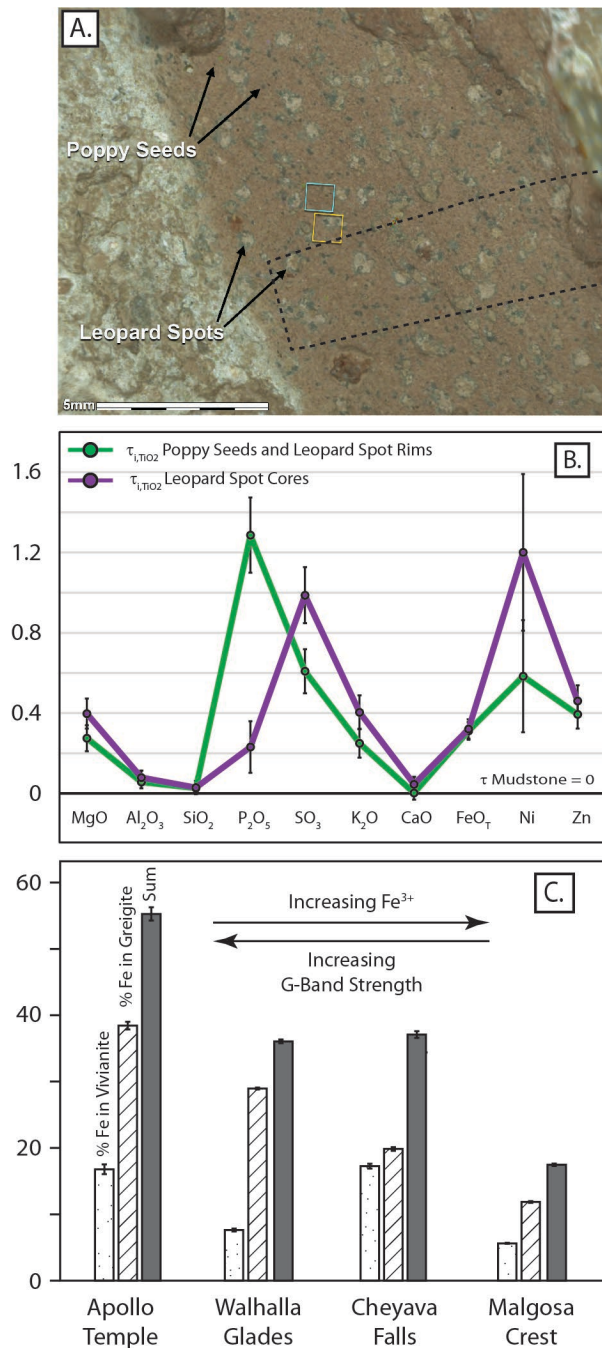 A.
Poppy Seeds
Leopard Spots
5mm
B.
τi,TiO2 Poppy Seeds and Leopard Spot Rims
τi,TiO2 Leopard Spot Cores
1.6
1.2
0.8
0.4
0
τ Mudstone = 0
MgO Al2O3 SiO2 P2O5 SO3 K2O CaO FeOT Ni Zn
C.
% Fe in Vivianite
% Fe in Greigite
Sum
Increasing Fe3+
Increasing
G-Band Strength
60
40
20
0
Apollo
Temple
Walhalla
Glades
Cheyava
Falls
Malgosa
Crest